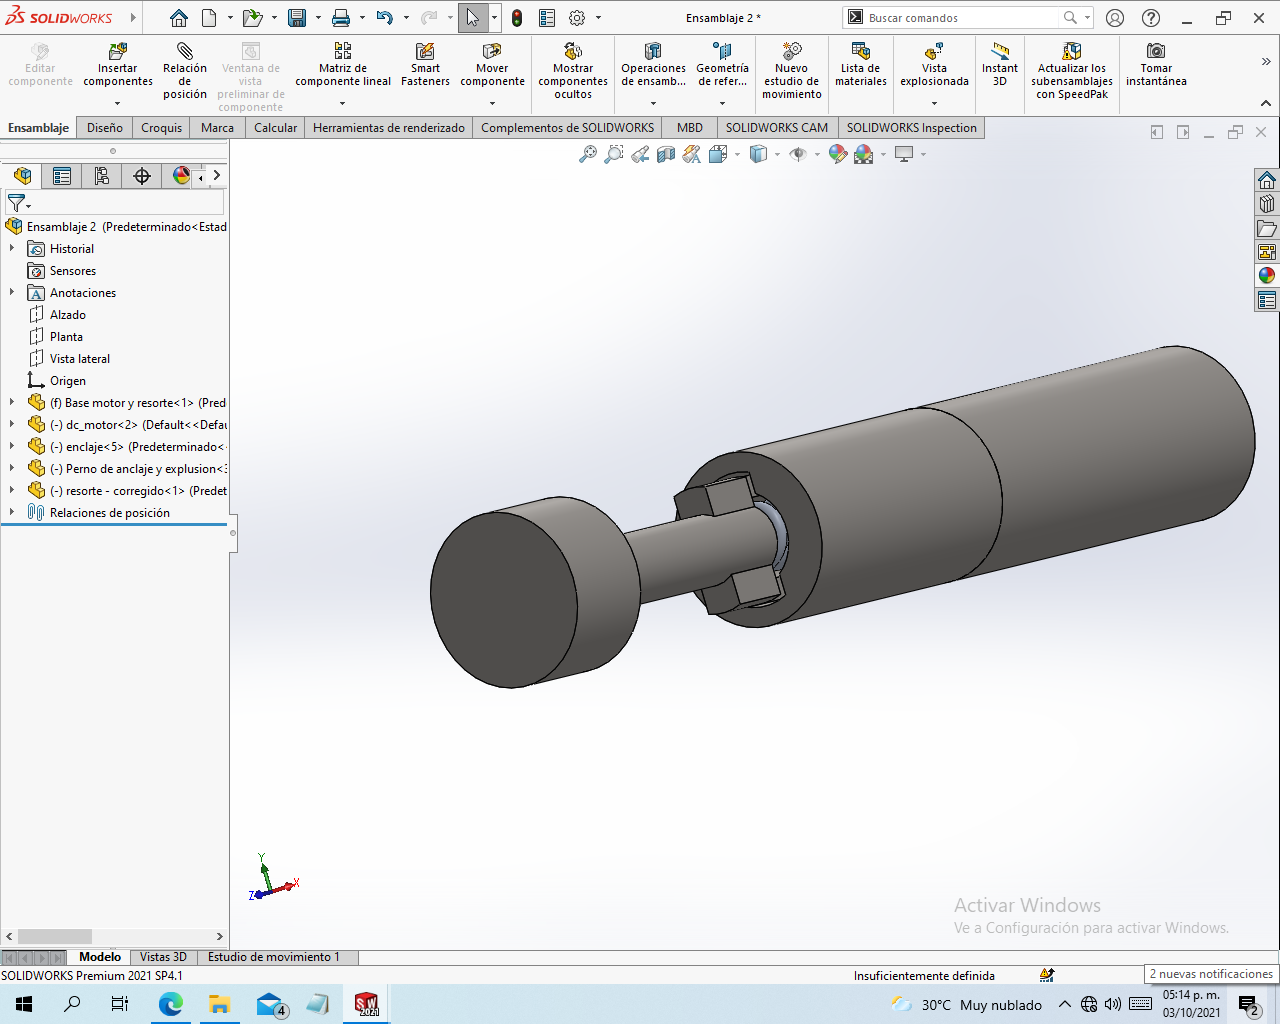 SOLIDWORKS
Ensamblaje 2 *
Buscar comandos
Editar componente
Insertar componentes
Relación de posición
Ventana de vista preliminar de componente
Matriz de componente lineal
Smart Fasteners
Mover componente
Mostrar componentes ocultos
Operaciones de ensamb...
Geometría de refer...
Nuevo estudio de movimiento
Lista de materiales
Vista explosionada
Instant 3D
Actualizar los subensamblajes con SpeedPak
Tomar instantánea
Ensamblaje
Diseño
Croquis
Marca
Calcular
Herramientas de renderizado
Complementos de SOLIDWORKS
MBD
SOLIDWORKS CAM
SOLIDWORKS Inspection
Ensamblaje 2 (Predeterminado<Estad
Historial
Sensores
Anotaciones
Alzado
Planta
Vista lateral
Origen
(f) Base motor y resorte<1> (Pred
(-) dc_motor<2> (Default<<Defau
(-) enclaje<5> (Predeterminado<
(-) Perno de anclaje y explusion<3
(-) resorte - corregido<1> (Predet
Relaciones de posición
Y
X
Z
Activar Windows
Ve a Configuración para activar Windows.
Modelo
Vistas 3D
Estudio de movimiento 1
SOLIDWORKS Premium 2021 SP4.1
Insuficientemente definida
2 nuevas notificaciones
4
SW
2021
30°C Muy nublado
05:14 p. m.
03/10/2021
2